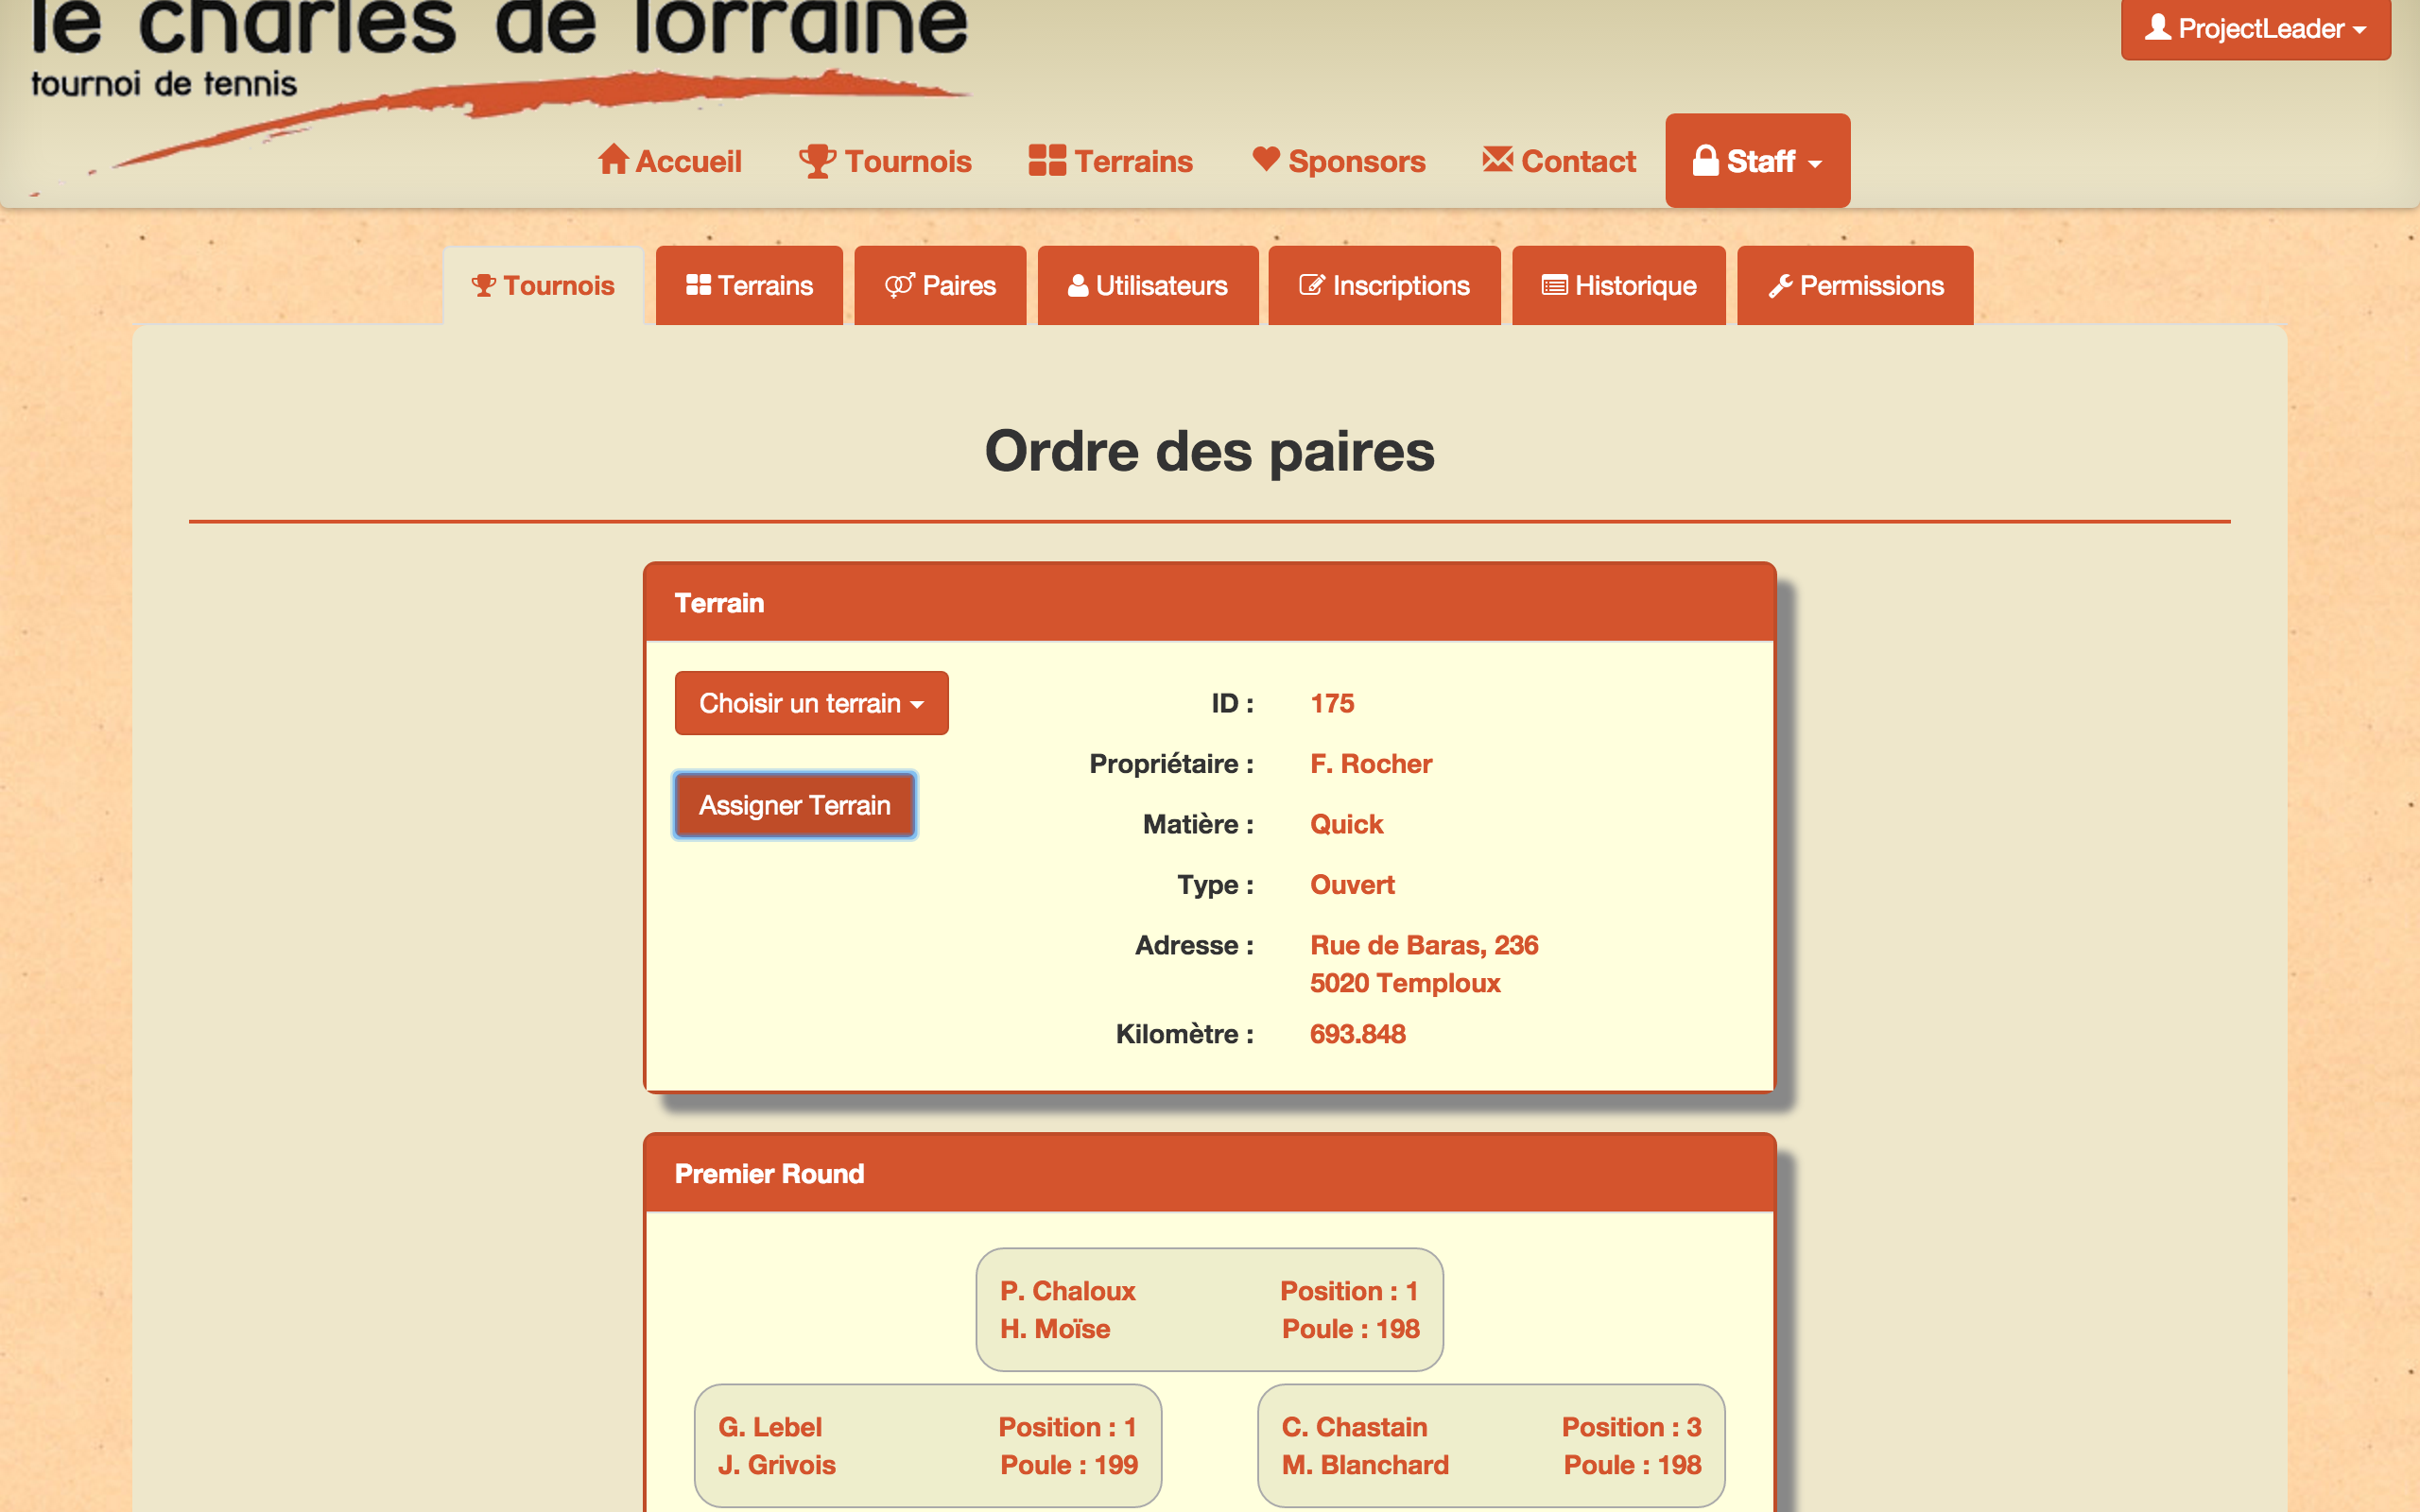 le charles de lorraine
tournoi de tennis
ProjectLeader
Accueil Tournois Terrains Sponsors Contact Staff
Tournois Terrains Paires Utilisateurs Inscriptions Historique Permissions
Ordre des paires
Terrain
Choisir un terrain
Assigner Terrain
ID : 175
Propriétaire : F. Rocher
Matière : Quick
Type : Ouvert
Adresse : Rue de Baras, 236
5020 Temploux
Kilomètre : 693.848
Premier Round
P. Chaloux Position : 1
H. Moïse Poule : 198
G. Lebel Position : 1
J. Grivois Poule : 199
C. Chastain Position : 3
M. Blanchard Poule : 198